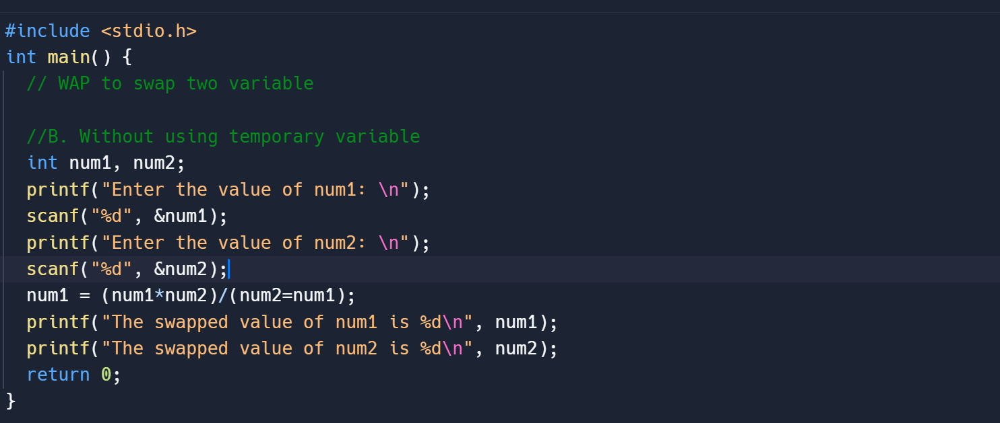 #include <stdio.h>
int main() {
  // WAP to swap two variable

  //B. Without using temporary variable
  int num1, num2;
  printf("Enter the value of num1: \n");
  scanf("%d", &num1);
  printf("Enter the value of num2: \n");
  scanf("%d", &num2);
  num1 = (num1*num2)/(num2=num1);
  printf("The swapped value of num1 is %d\n", num1);
  printf("The swapped value of num2 is %d\n", num2);
  return 0;
}